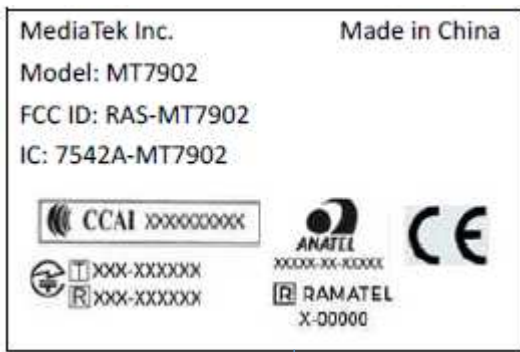 MediaTek Inc. Made in China
Model: MT7902
FCC ID: RAS-MT7902
IC: 7542A-MT7902
CCAI XXXXXXXXXX
ANATEL
XXXXX-XX-XXXXX
CE
T XXX-XXXXXX
R XXX-XXXXXX
R RAMATEL
X-00000